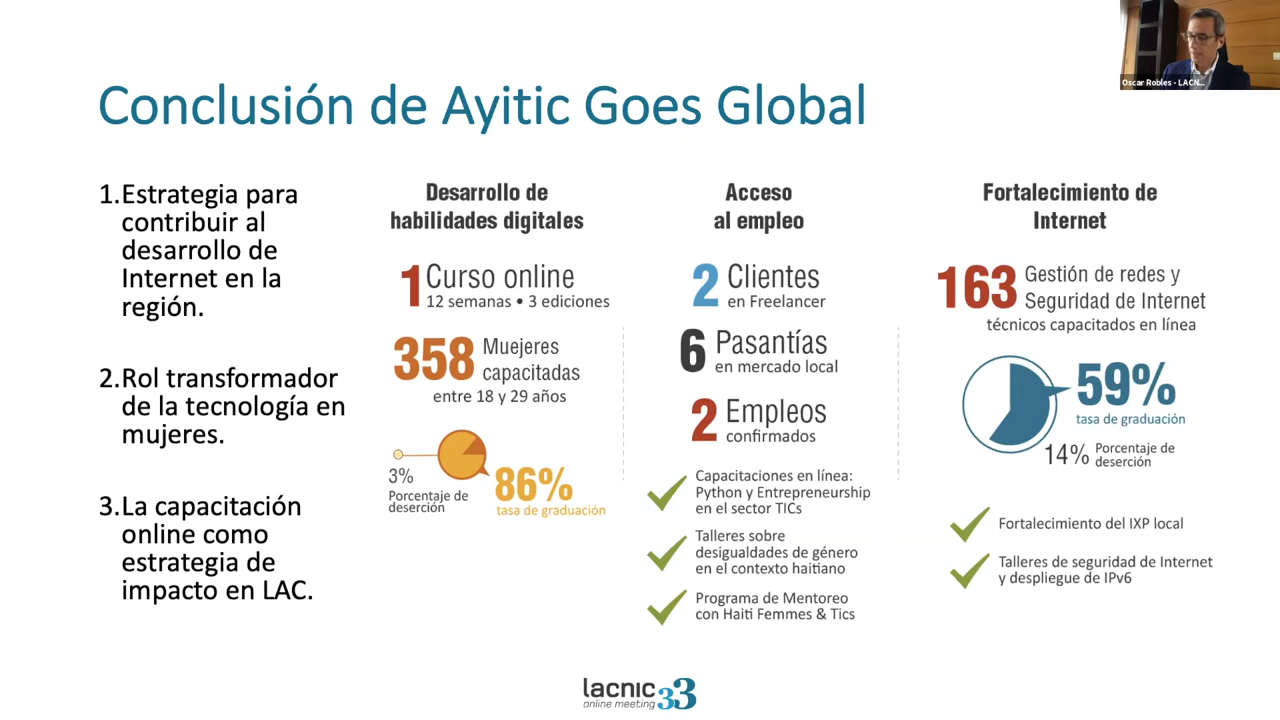 Oscar Robles - LACN...
Conclusión de Ayitic Goes Global
1.Estrategia para
contribuir al
desarrollo de
Internet en la
región.
2.Rol transformador
de la tecnología en
mujeres.
3.La capacitación
online como
estrategia de
impacto en LAC.
Desarrollo de
habilidades digitales
1 Curso online
12 semanas • 3 ediciones
358 Muejeres
capacitadas
entre 18 y 29 años
3%
Porcentaje de
deserción
86%
tasa de graduación
Acceso
al empleo
2 Clientes
en Freelancer
6 Pasantías
en mercado local
2 Empleos
confirmados
Capacitaciones en línea:
Python y Entrepreneurship
en el sector TICs
Talleres sobre
desigualdades de género
en el contexto haitiano
Programa de Mentoreo
con Haiti Femmes & Tics
Fortalecimiento de
Internet
163 Gestión de redes y
Seguridad de Internet
técnicos capacitados en línea
59%
tasa de graduación
14% Porcentaje de
deserción
Fortalecimiento del IXP local
Talleres de seguridad de Internet
y despliegue de IPv6
lacnic 33
online meeting